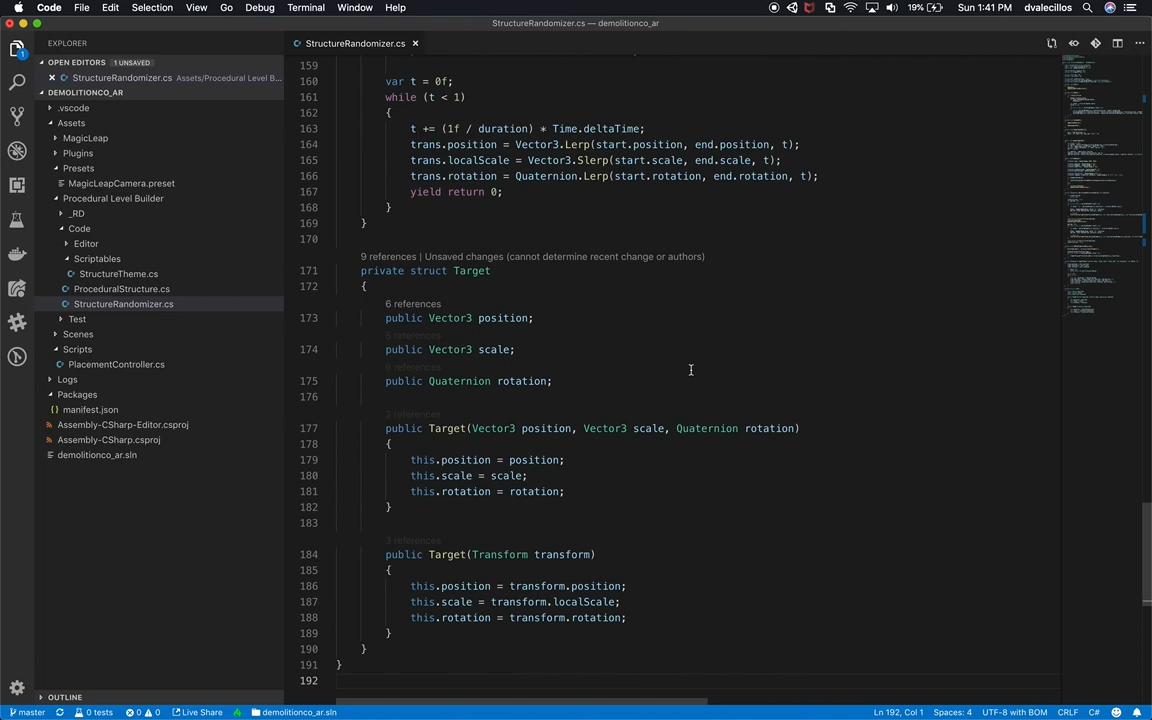 Code File Edit Selection View Go Debug Terminal Window Help 19% Sun 1:41 PM dvalecillos
StructureRandomizer.cs — demolitionco_ar
EXPLORER
OPEN EDITORS 1 UNSAVED
StructureRandomizer.cs Assets/Procedural Level B...
DEMOLITIONCO_AR
.vscode
Assets
MagicLeap
Plugins
Presets
MagicLeapCamera.preset
Procedural Level Builder
_RD
Code
Editor
Scriptables
StructureTheme.cs
ProceduralStructure.cs
StructureRandomizer.cs
Test
Scenes
Scripts
PlacementController.cs
Logs
Packages
manifest.json
Assembly-CSharp-Editor.csproj
Assembly-CSharp.csproj
demolitionco_ar.sln
OUTLINE
StructureRandomizer.cs
159
160 var t = 0f;
161 while (t < 1)
162 {
163 t += (1f / duration) * Time.deltaTime;
164 trans.position = Vector3.Lerp(start.position, end.position, t);
165 trans.localScale = Vector3.Slerp(start.scale, end.scale, t);
166 trans.rotation = Quaternion.Lerp(start.rotation, end.rotation, t);
167 yield return 0;
168 }
169 }
170
9 references | Unsaved changes (cannot determine recent change or authors)
171 private struct Target
172 {
6 references
173 public Vector3 position;
references
174 public Vector3 scale;
references
175 public Quaternion rotation;
176
references
177 public Target(Vector3 position, Vector3 scale, Quaternion rotation)
178 {
179 this.position = position;
180 this.scale = scale;
181 this.rotation = rotation;
182 }
183
3 references
184 public Target(Transform transform)
185 {
186 this.position = transform.position;
187 this.scale = transform.localScale;
188 this.rotation = transform.rotation;
189 }
190 }
191 }
192
master 0 tests 0 0 Live Share demolitionco_ar.sln Ln 192, Col 1 Spaces: 4 UTF-8 with BOM CRLF C#